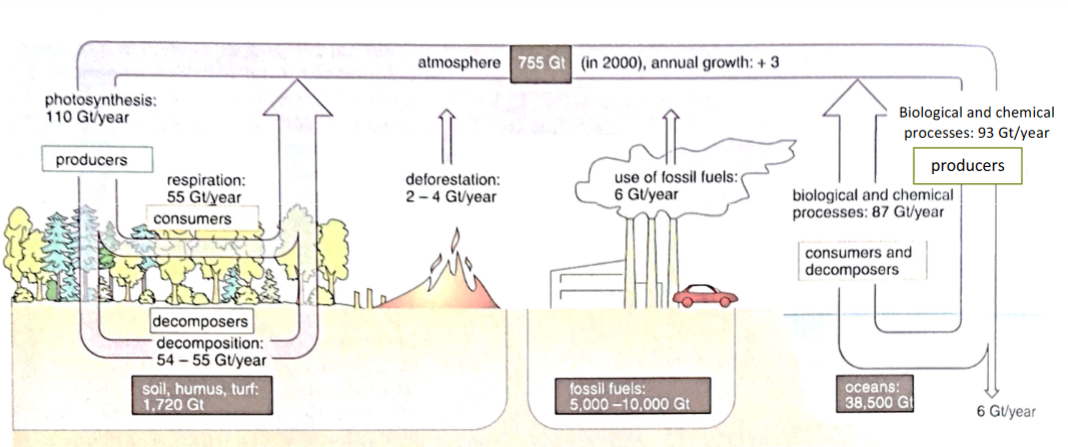 atmosphere 755 Gt (in 2000), annual growth: + 3
photosynthesis:
110 Gt/year
producers
respiration:
55 Gt/year
consumers
decomposers
decomposition:
54 – 55 Gt/year
soil, humus, turf:
1,720 Gt
deforestation:
2 – 4 Gt/year
use of fossil fuels:
6 Gt/year
fossil fuels:
5,000 –10,000 Gt
Biological and chemical
processes: 93 Gt/year
producers
biological and chemical
processes: 87 Gt/year
consumers and
decomposers
oceans:
38,500 Gt
6 Gt/year